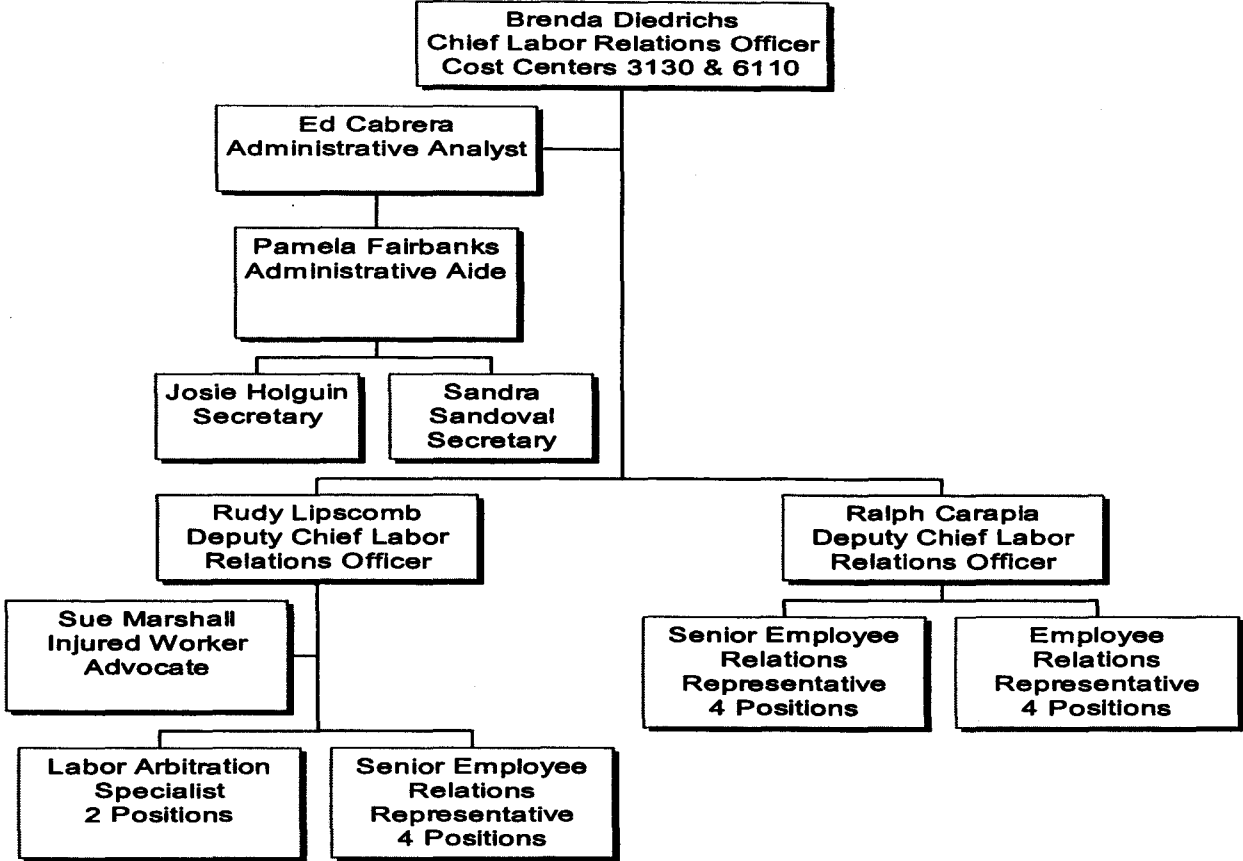 Brenda Diedrichs
Chief Labor Relations Officer
Cost Centers 3130 & 6110
Ed Cabrera
Administrative Analyst
Pamela Fairbanks
Administrative Aide
Josie Holguin
Secretary
Sandra
Sandoval
Secretary
Rudy Lipscomb
Deputy Chief Labor
Relations Officer
Ralph Carapia
Deputy Chief Labor
Relations Officer
Sue Marshall
Injured Worker
Advocate
Senior Employee
Relations
Representative
4 Positions
Employee
Relations
Representative
4 Positions
Labor Arbitration
Specialist
2 Positions
Senior Employee
Relations
Representative
4 Positions